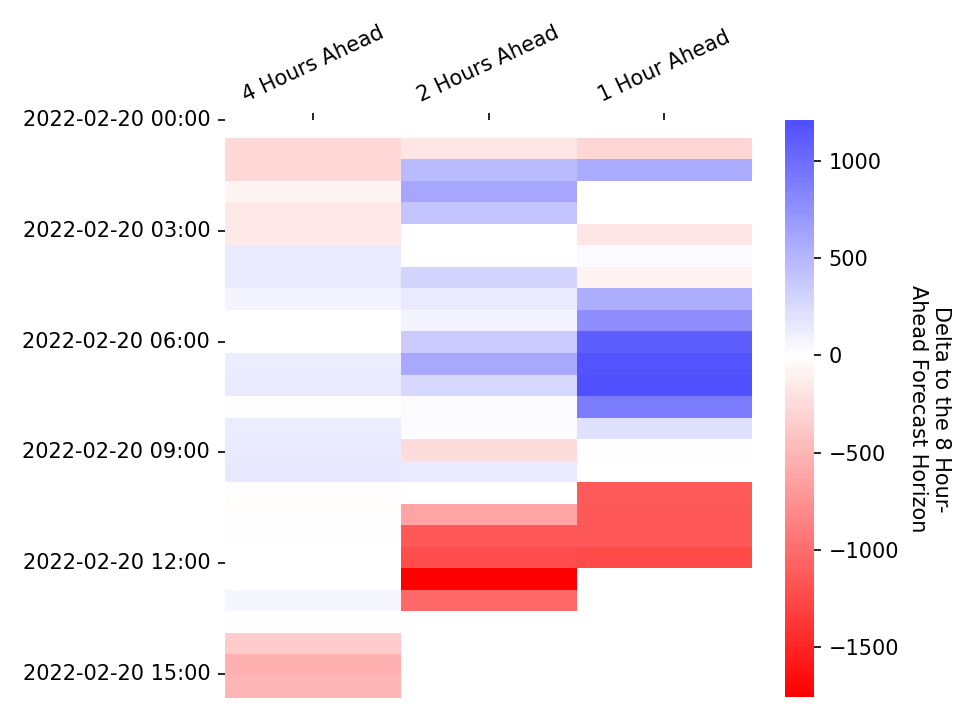 4 Hours Ahead
2 Hours Ahead
1 Hour Ahead
2022-02-20 00:00
2022-02-20 03:00
2022-02-20 06:00
2022-02-20 09:00
2022-02-20 12:00
2022-02-20 15:00
1000
500
0
−500
−1000
−1500
Delta to the 8 Hour-
Ahead Forecast Horizon